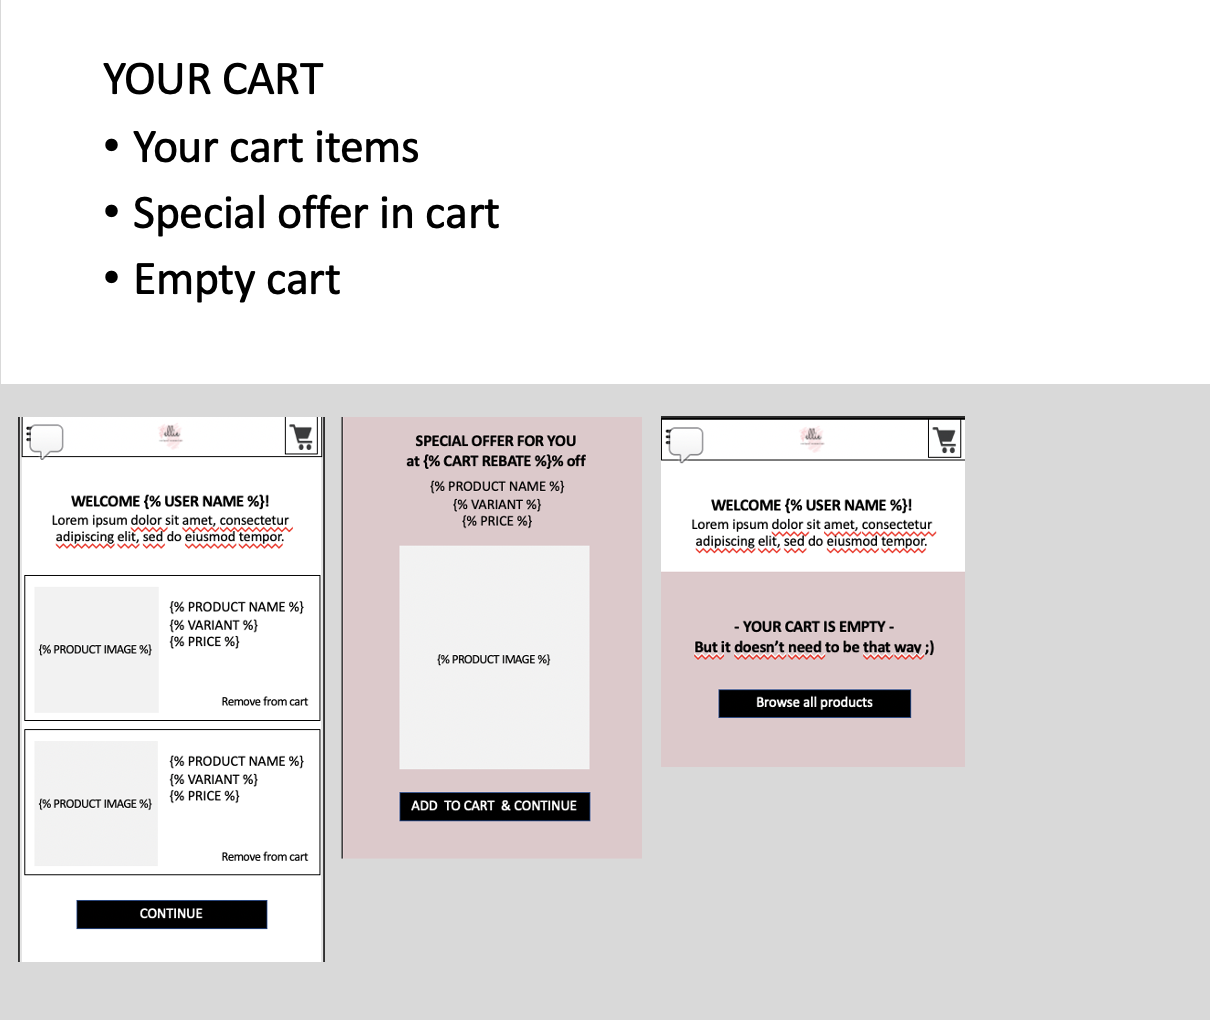 YOUR CART
• Your cart items
• Special offer in cart
• Empty cart
ellie
WELCOME {% USER NAME %}!
Lorem ipsum dolor sit amet, consectetur
adipiscing elit, sed do eiusmod tempor.
{% PRODUCT IMAGE %}
{% PRODUCT NAME %}
{% VARIANT %}
{% PRICE %}
Remove from cart
{% PRODUCT IMAGE %}
{% PRODUCT NAME %}
{% VARIANT %}
{% PRICE %}
Remove from cart
CONTINUE
SPECIAL OFFER FOR YOU
at {% CART REBATE %}% off
{% PRODUCT NAME %}
{% VARIANT %}
{% PRICE %}
{% PRODUCT IMAGE %}
ADD TO CART & CONTINUE
ellie
WELCOME {% USER NAME %}!
Lorem ipsum dolor sit amet, consectetur
adipiscing elit, sed do eiusmod tempor.
- YOUR CART IS EMPTY -
But it doesn’t need to be that way ;)
Browse all products